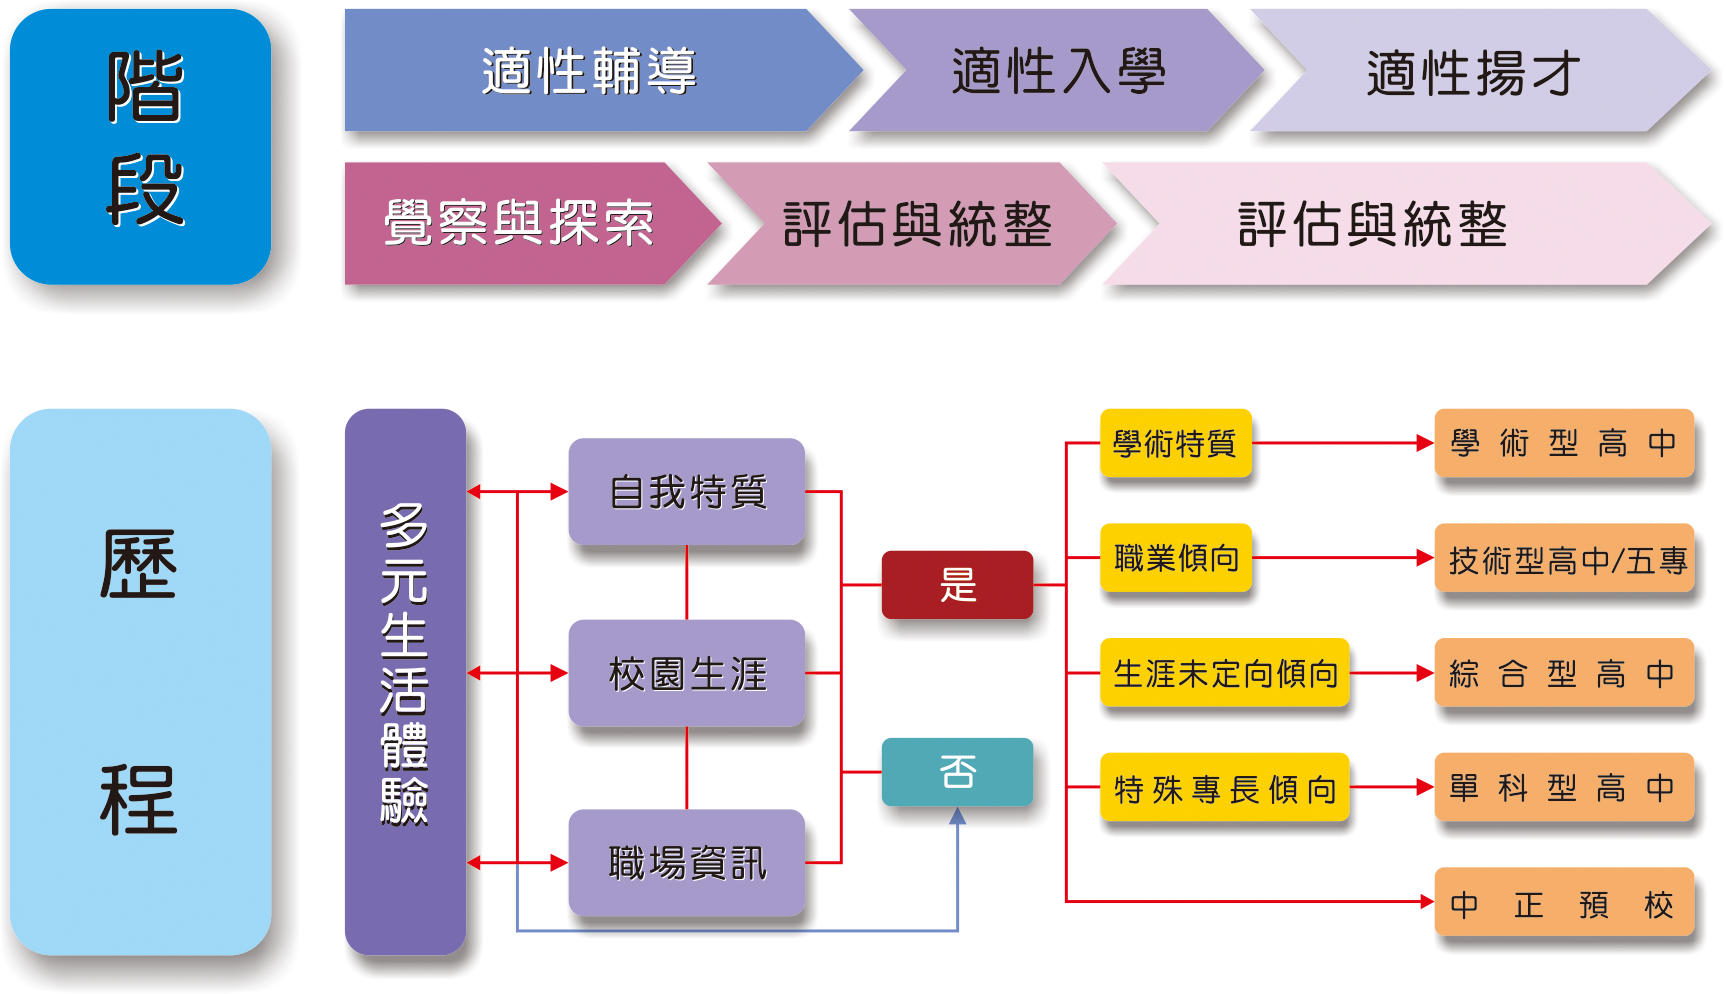 階段
適性輔導
適性入學
適性揚才
覺察與探索
評估與統整
評估與統整
歷程
多元生活體驗
自我特質
校園生涯
職場資訊
是
否
學術特質
學術型高中
職業傾向
技術型高中/五專
生涯未定向傾向
綜合型高中
特殊專長傾向
單科型高中
中正預校